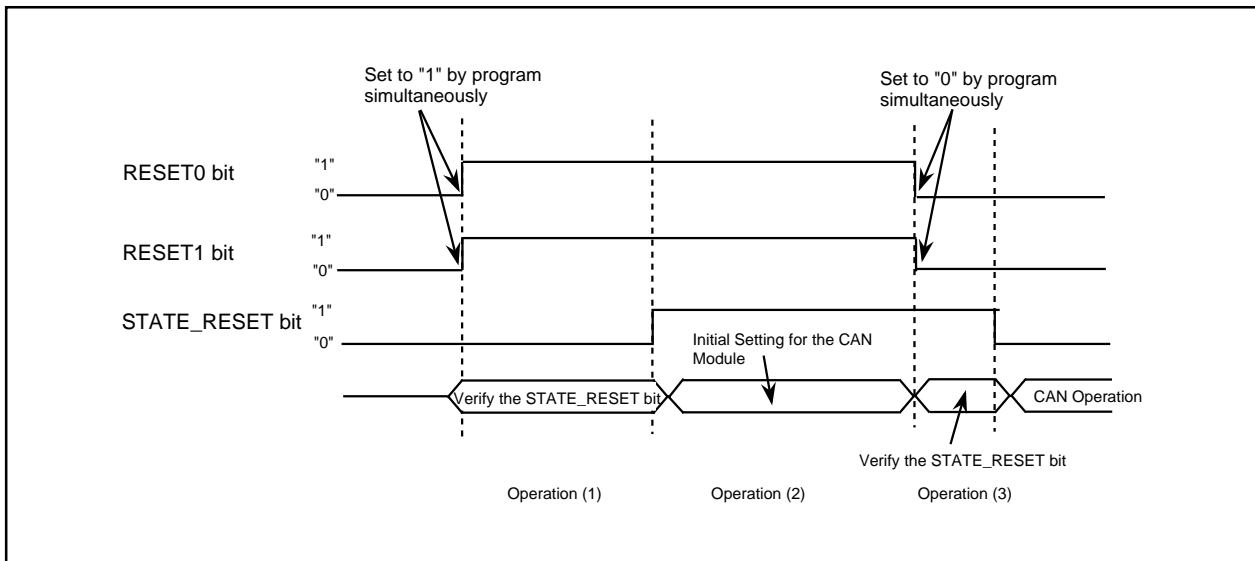 Set to "1" by program
simultaneously
Set to "0" by program
simultaneously
RESET0 bit
"1"
"0"
RESET1 bit
"1"
"0"
STATE_RESET bit
"1"
"0"
Initial Setting for the CAN
Module
Verify the STATE_RESET bit
CAN Operation
Verify the STATE_RESET bit
Operation (1)
Operation (2)
Operation (3)